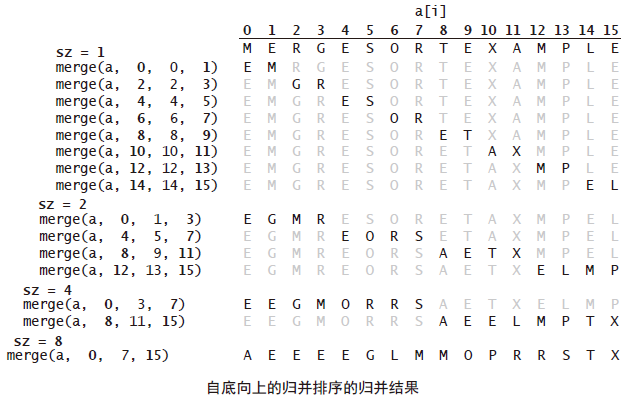 a[i]
0 1 2 3 4 5 6 7 8 9 10 11 12 13 14 15
sz = 1 M E R G E S O R T E X A M P L E
merge(a, 0, 0, 1) E M R G E S O R T E X A M P L E
merge(a, 2, 2, 3) E M G R E S O R T E X A M P L E
merge(a, 4, 4, 5) E M G R E S O R T E X A M P L E
merge(a, 6, 6, 7) E M G R E S O R T E X A M P L E
merge(a, 8, 8, 9) E M G R E S O R E T X A M P L E
merge(a, 10, 10, 11) E M G R E S O R E T A X M P L E
merge(a, 12, 12, 13) E M G R E S O R E T A X M P L E
merge(a, 14, 14, 15) E M G R E S O R E T A X M P E L
sz = 2
merge(a, 0, 1, 3) E G M R E S O R E T A X M P E L
merge(a, 4, 5, 7) E G M R E O R S E T A X M P E L
merge(a, 8, 9, 11) E G M R E O R S A E T X M P E L
merge(a, 12, 13, 15) E G M R E O R S A E T X E L M P
sz = 4
merge(a, 0, 3, 7) E E G M O R R S A E T X E L M P
merge(a, 8, 11, 15) E E G M O R R S A E E L M P T X
sz = 8
merge(a, 0, 7, 15) A E E E E G L M M O P R R S T X
自底向上的归并排序的归并结果